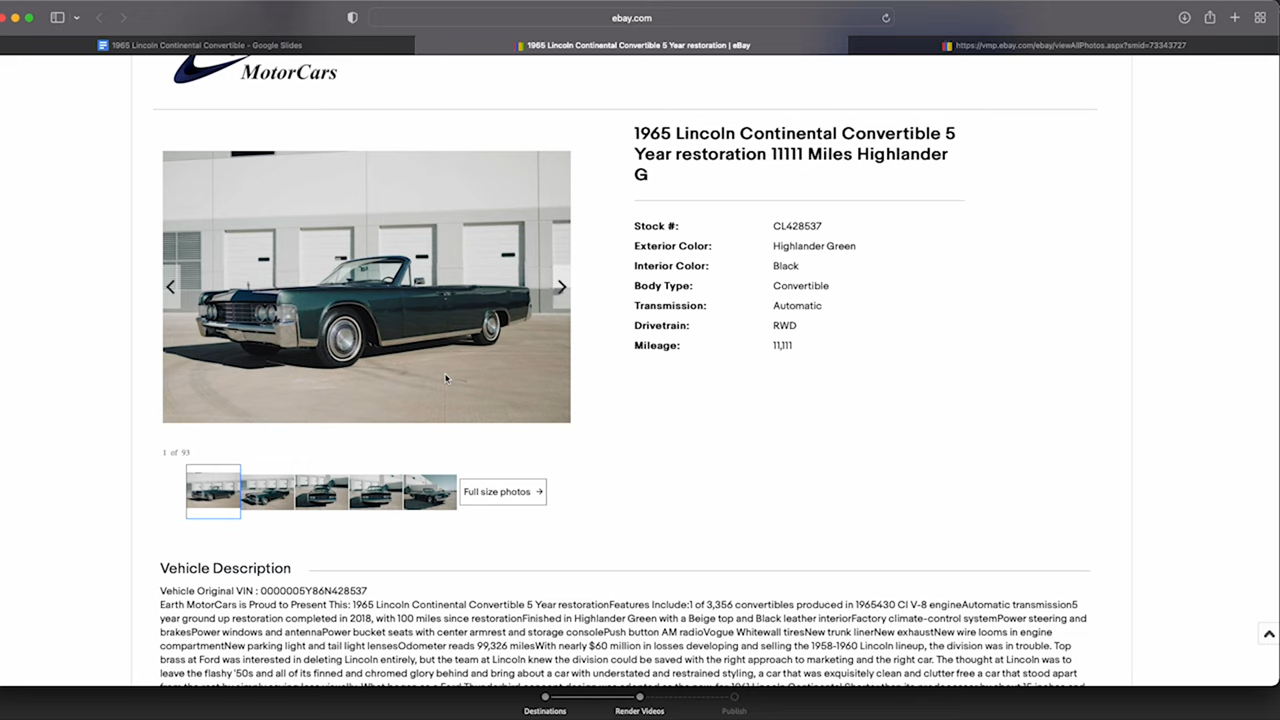 ebay.com
1965 Lincoln Continental Convertible - Google Slides
1965 Lincoln Continental Convertible 5 Year restoration | eBay
https://vmp.ebay.com/ebay/viewAllPhotos.aspx?smid=73343727
MotorCars
1965 Lincoln Continental Convertible 5
Year restoration 11111 Miles Highlander
G
Stock #: CL428537
Exterior Color: Highlander Green
Interior Color: Black
Body Type: Convertible
Transmission: Automatic
Drivetrain: RWD
Mileage: 11,111
1 of 93
Full size photos →
Vehicle Description
Vehicle Original VIN : 0000005Y86N428537
Earth MotorCars is Proud to Present This: 1965 Lincoln Continental Convertible 5 Year restorationFeatures Include:1 of 3,356 convertibles produced in 1965430 CI V-8 engineAutomatic transmission5
year ground up restoration completed in 2018, with 100 miles since restorationFinished in Highlander Green with a Beige top and Black leather interiorFactory climate-control systemPower steering and
brakesPower windows and antennaPower bucket seats with center armrest and storage consolePush button AM radioVogue Whitewall tiresNew trunk linerNew exhaustNew wire looms in engine
compartmentNew parking light and tail light lensesOdometer reads 99,326 milesWith nearly $60 million in losses developing and selling the 1958-1960 Lincoln lineup, the division was in trouble. Top
brass at Ford was interested in deleting Lincoln entirely, but the team at Lincoln knew the division could be saved with the right approach to marketing and the right car. The thought at Lincoln was to
leave the flashy '50s and all of its finned and chromed glory behind and bring about a car with understated and restrained styling, a car that was exquisitely clean and clutter free a car that stood apart
Destinations
Render Videos
Publish